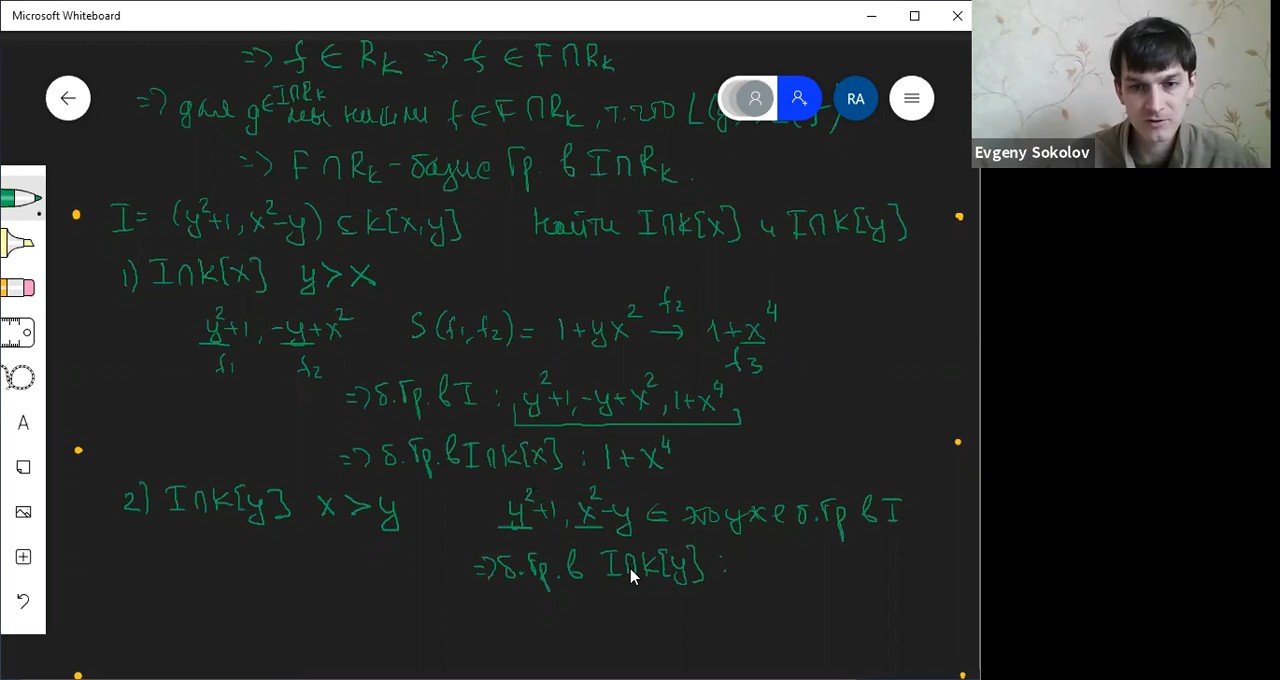 Microsoft Whiteboard
=> f ∈ R_K => f ∈ F∩R_K
=> для g∈I∩R_K мы нашли f∈F∩R_K, т.что L(g)
RA
Evgeny Sokolov
=> F∩R_K - базис Гр. в I∩R_K.
I = (y²+1, x²-y) ⊆ K[x,y] Найти I∩K[x] и I∩K[y]
1) I∩K[x] y > x
y²+1, -y+x² S(f₁,f₂) = 1+yx² →f₂ 1+x⁴
f₁ f₂ f₃
=> б.Гр. в I : y²+1, -y+x², 1+x⁴
=> б.Гр. в I∩K[x] : 1+x⁴
2) I∩K[y] x > y y²+1, x²-y ∈ это уже б.Гр в I
=> б.Гр. в I∩K[y] :
A